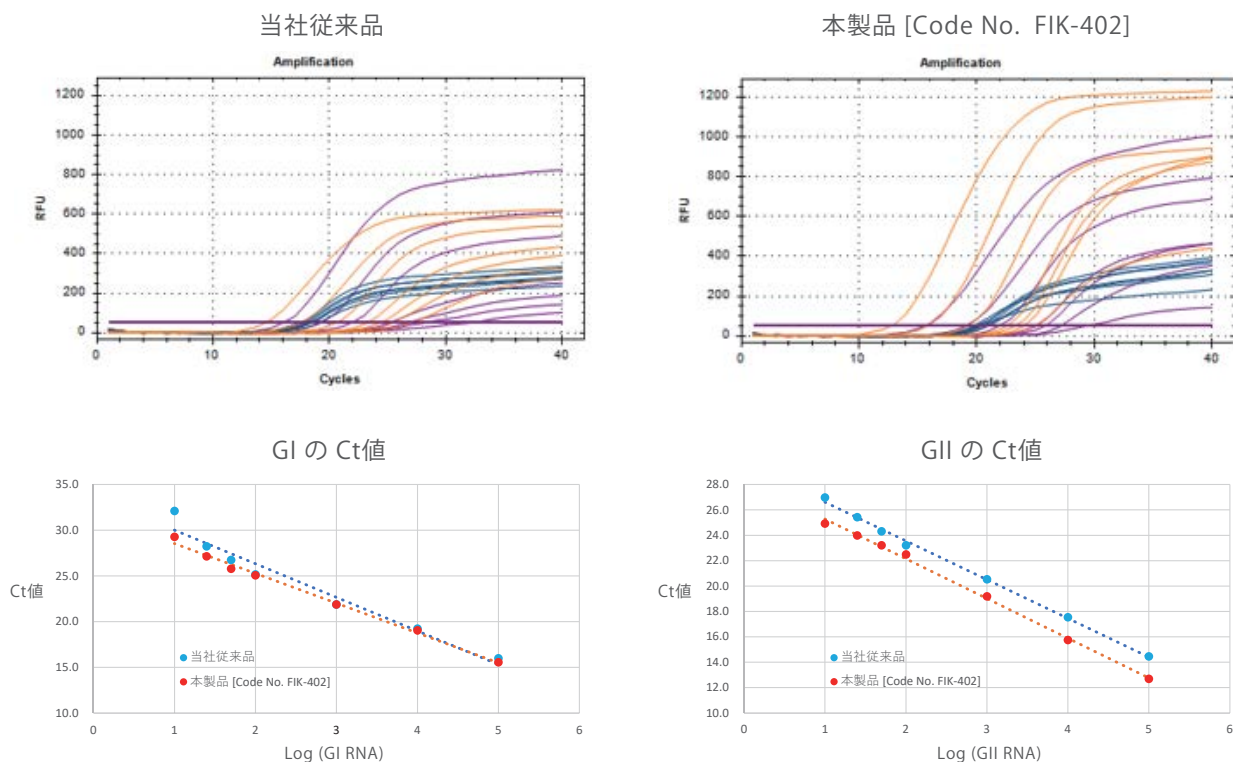 当社従来品
Amplification
1200
1000
800
600
400
200
0
RFU
0 10 20 30 40
Cycles
本製品 [Code No. FIK-402]
Amplification
1200
1000
800
600
400
200
0
RFU
0 10 20 30 40
Cycles
GI の Ct値
35.0
30.0
25.0
20.0
15.0
10.0
Ct値
当社従来品
本製品 [Code No. FIK-402]
0 1 2 3 4 5 6
Log (GI RNA)
GII の Ct値
28.0
26.0
24.0
22.0
20.0
18.0
16.0
14.0
12.0
10.0
Ct値
当社従来品
本製品 [Code No. FIK-402]
0 1 2 3 4 5 6
Log (GII RNA)